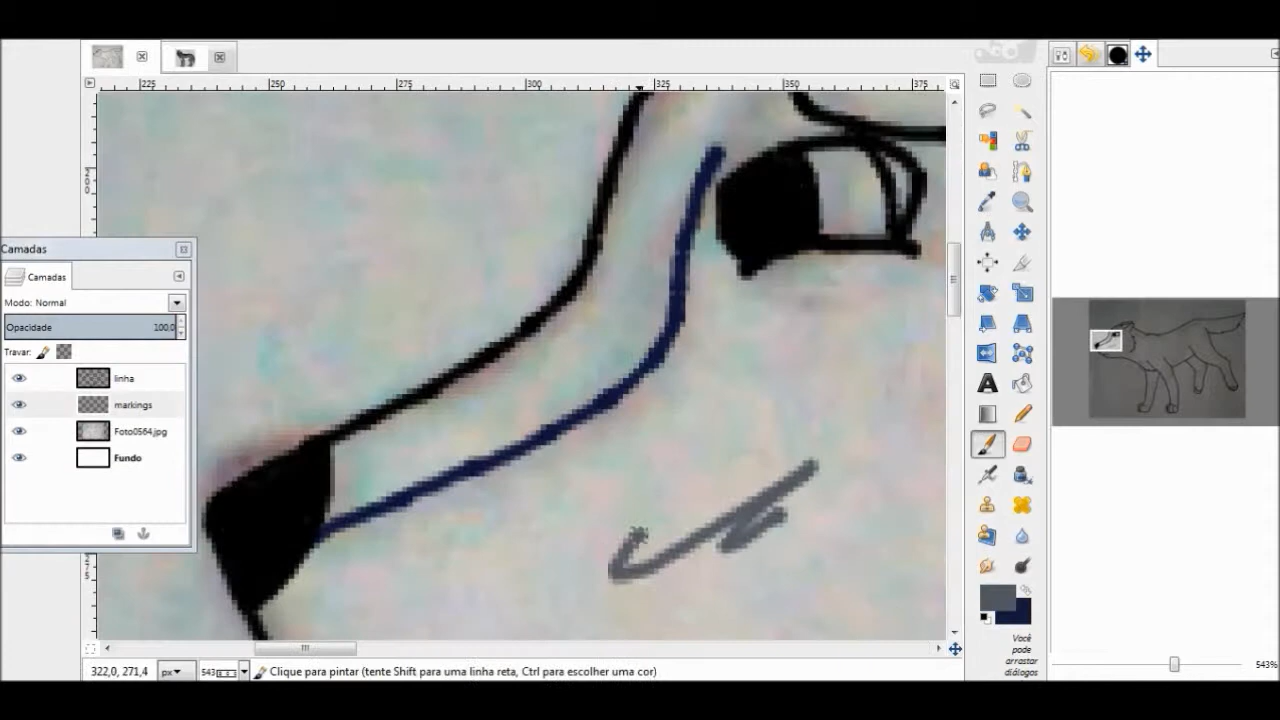 225 250 275 300 325 350 375
Camadas
Camadas
Modo: Normal
Opacidade 100,0
Travar:
linha
markings
Foto0564.jpg
Fundo
322,0, 271,4 px 543 Clique para pintar (tente Shift para uma linha reta, Ctrl para escolher uma cor)
Você
pode
arrastar
diálogos
543%